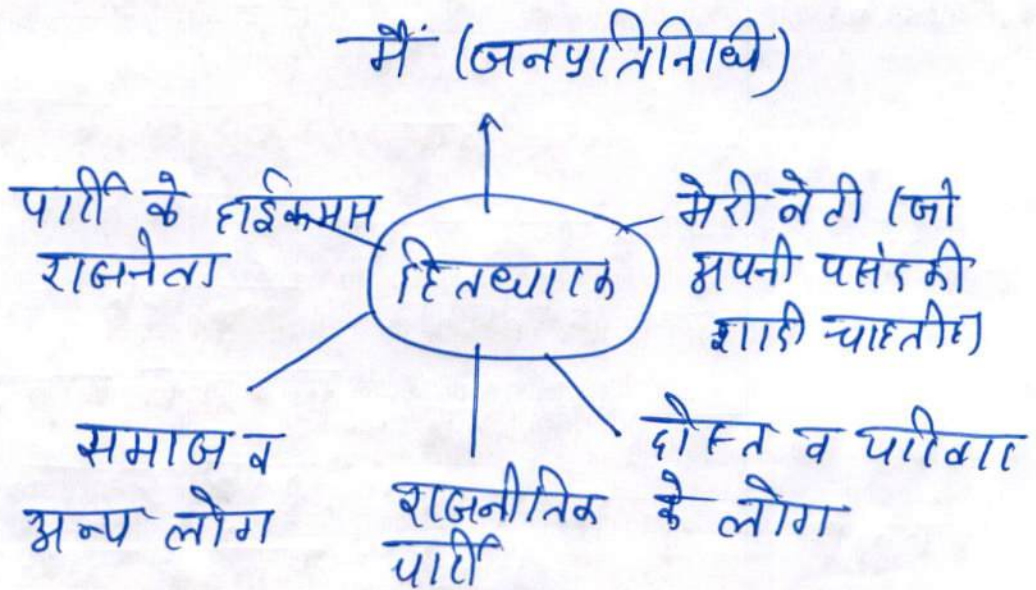 मैं (जनप्रतिनिधी)
पार्टी के हाईकमान
राजनेता
हितधारक
मेरी बेटी (जो
अपनी पसंद की
शादी चाहती है)
समाज व
अन्य लोग
राजनीतिक
पार्टी
दोस्त व परिवार
के लोग